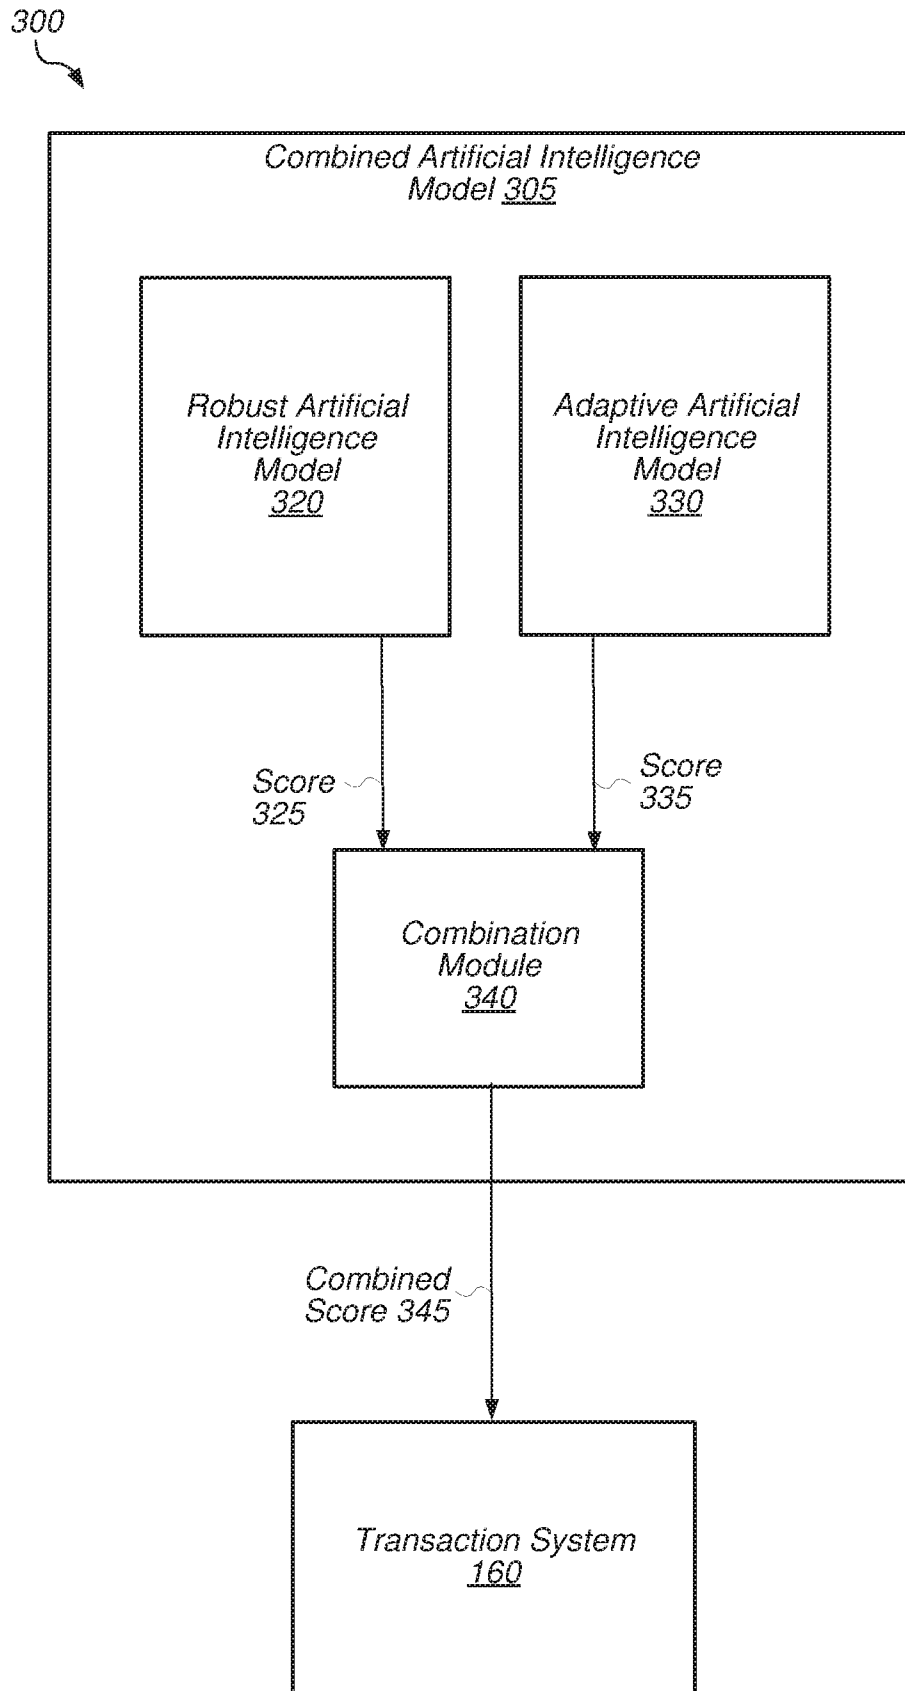 300
Combined Artificial Intelligence
Model 305
Robust Artificial
Intelligence
Model
320
Adaptive Artificial
Intelligence
Model
330
Score
325
Score
335
Combination
Module
340
Combined
Score 345
Transaction System
160